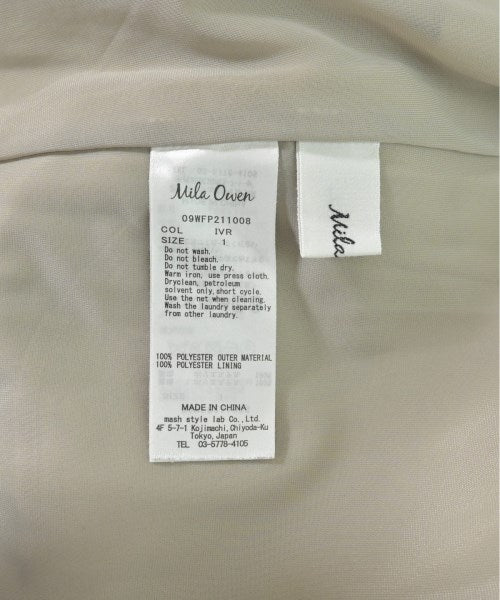 Mila Owen
09WFP211008
COL IVR
SIZE 1
Do not wash.
Do not bleach.
Do not tumble dry.
Warm iron, use press cloth.
Dryclean, petroleum
solvent only, short cycle.
Use the net when cleaning.
Wash the laundry separately
from other laundry.
100% POLYESTER OUTER MATERIAL
100% POLYESTER LINING
MADE IN CHINA
mash style lab Co., Ltd.
4F 5-7-1 Kojimachi, Chiyoda-Ku
Tokyo, Japan
TEL 03-5778-4105
Mila